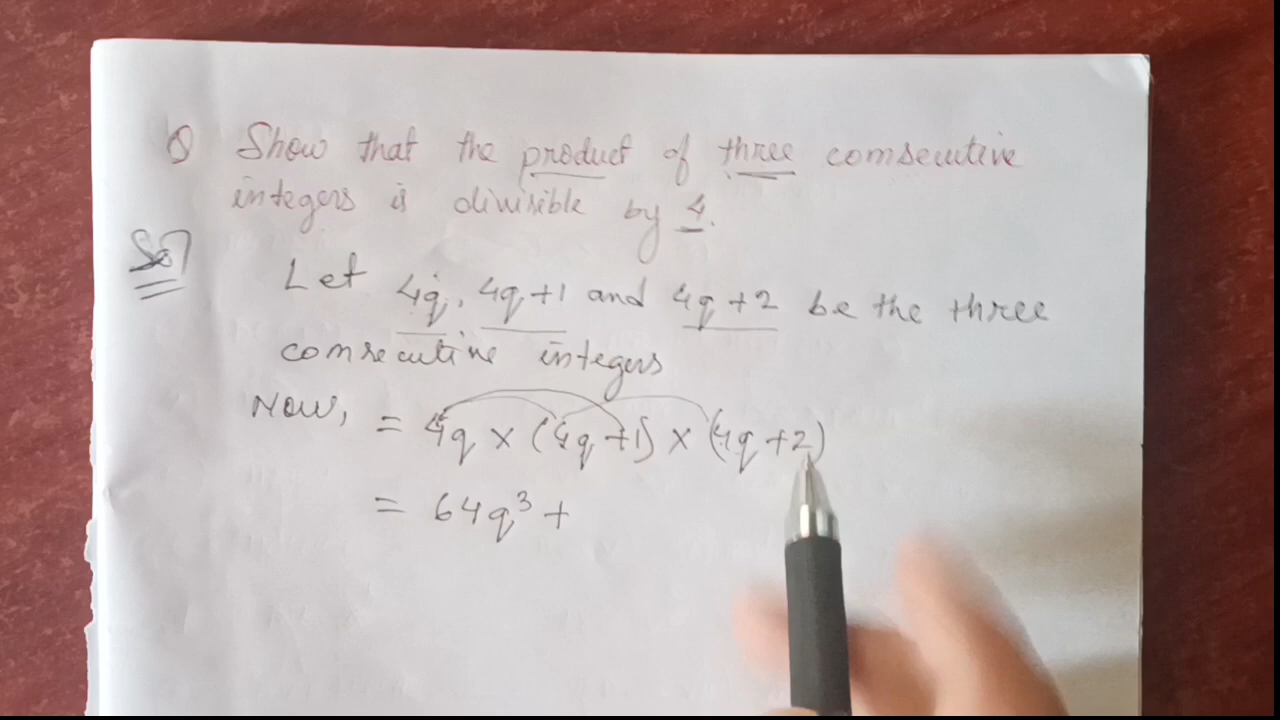 Q Show that the product of three comsecutive
integers is divisible by 4.
Sol
Let 4q, 4q+1 and 4q+2 be the three
comsecutive integers
Now, = 4q × (4q+1) × (4q+2)
= 64q³ +